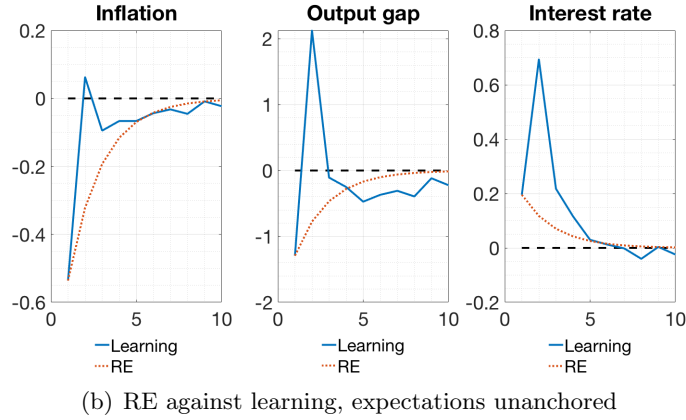 Inflation
0.2
0
-0.2
-0.4
-0.6
0
5
10
Learning
RE
Output gap
2
1
0
-1
-2
0
5
10
Learning
RE
Interest rate
0.8
0.6
0.4
0.2
0
-0.2
0
5
10
Learning
RE
(b) RE against learning, expectations unanchored